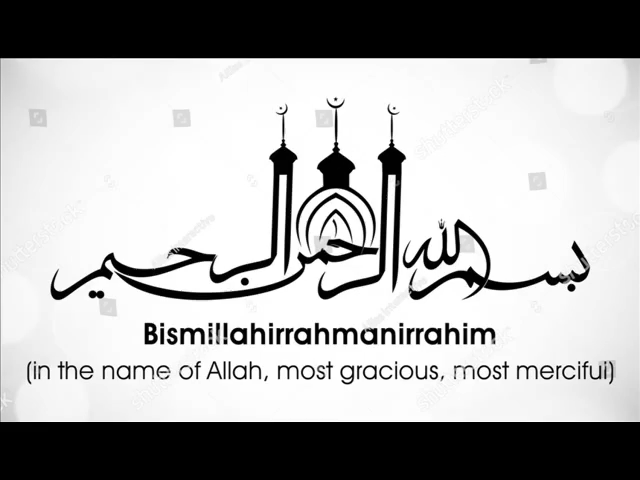 بسم الله الرحمن الرحيم
Bismillahirrahmanirrahim
(in the name of Allah, most gracious, most merciful)